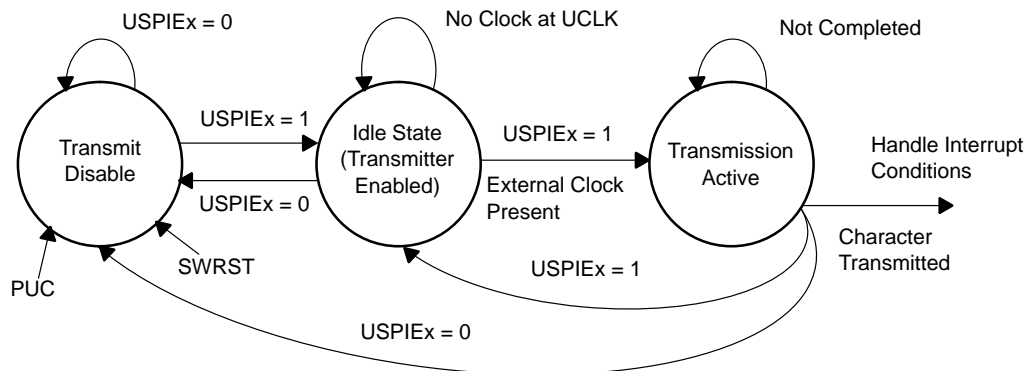 USPIEx = 0
No Clock at UCLK
Not Completed
Transmit
Disable
USPIEx = 1
USPIEx = 0
Idle State
(Transmitter
Enabled)
USPIEx = 1
External Clock
Present
Transmission
Active
Handle Interrupt
Conditions
Character
Transmitted
PUC
SWRST
USPIEx = 1
USPIEx = 0